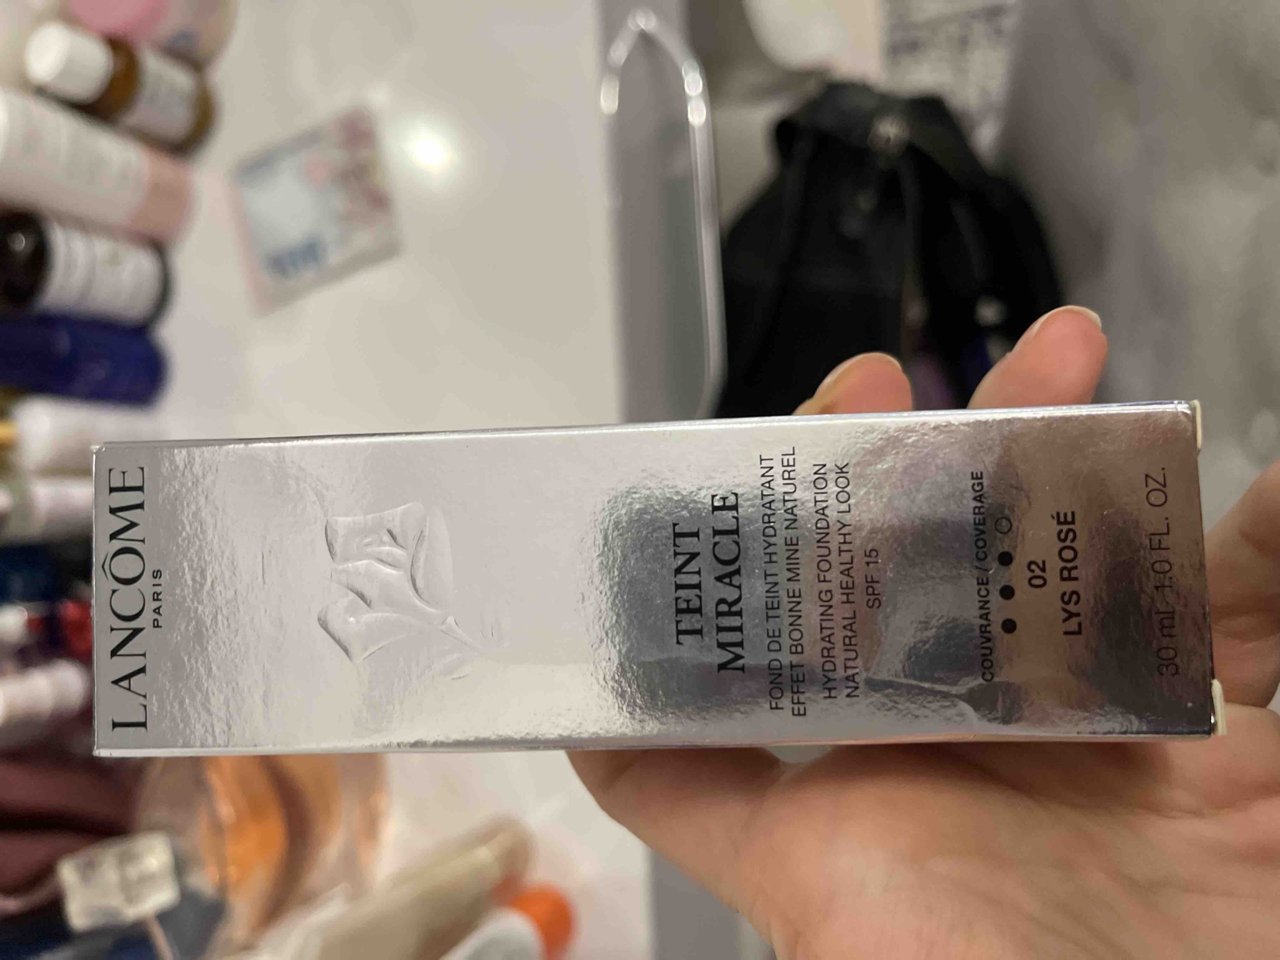 LANCÔME
PARIS
TEINT
MIRACLE
FOND DE TEINT HYDRATANT
EFFET BONNE MINE NATUREL
HYDRATING FOUNDATION
NATURAL HEALTHY LOOK
SPF 15
COUVRANCE / COVERAGE
02
LYS ROSÉ
30 ml 1.0 FL. OZ.